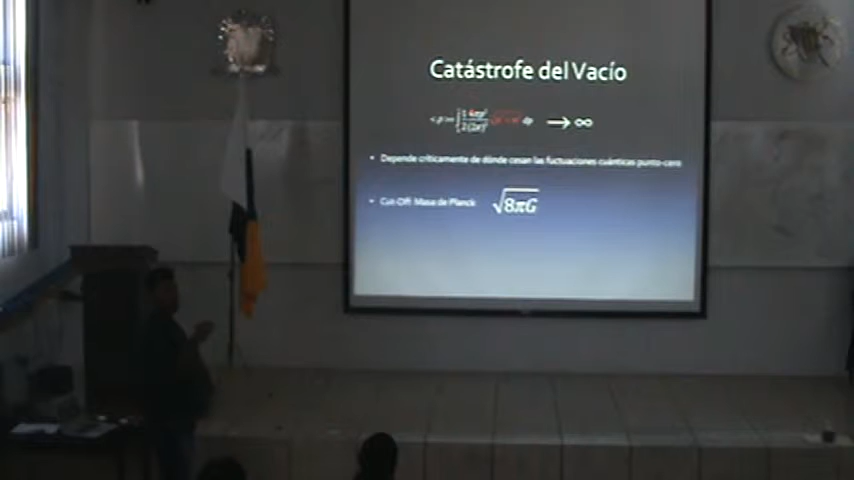 Catástrofe del Vacío
→ ∞
• Depende críticamente de dónde cesan las fluctuaciones cuánticas punto-cero
• Cut-Off: Masa de Planck √8πG